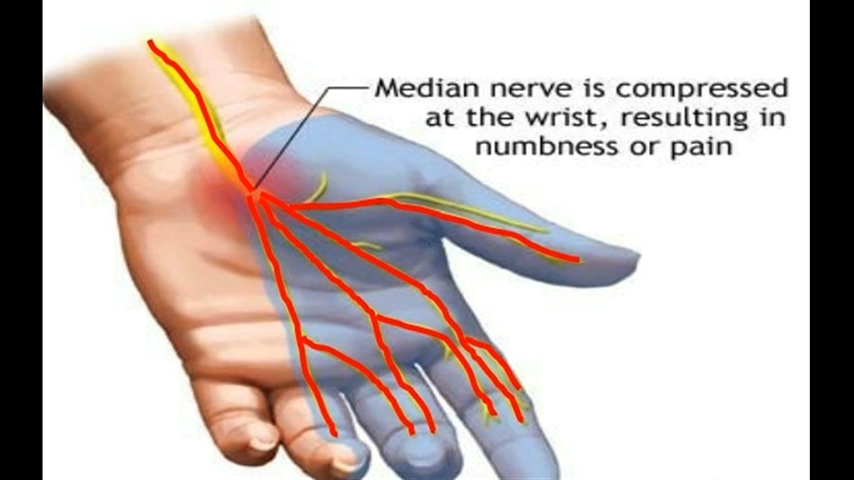 Median nerve is compressed
at the wrist, resulting in
numbness or pain